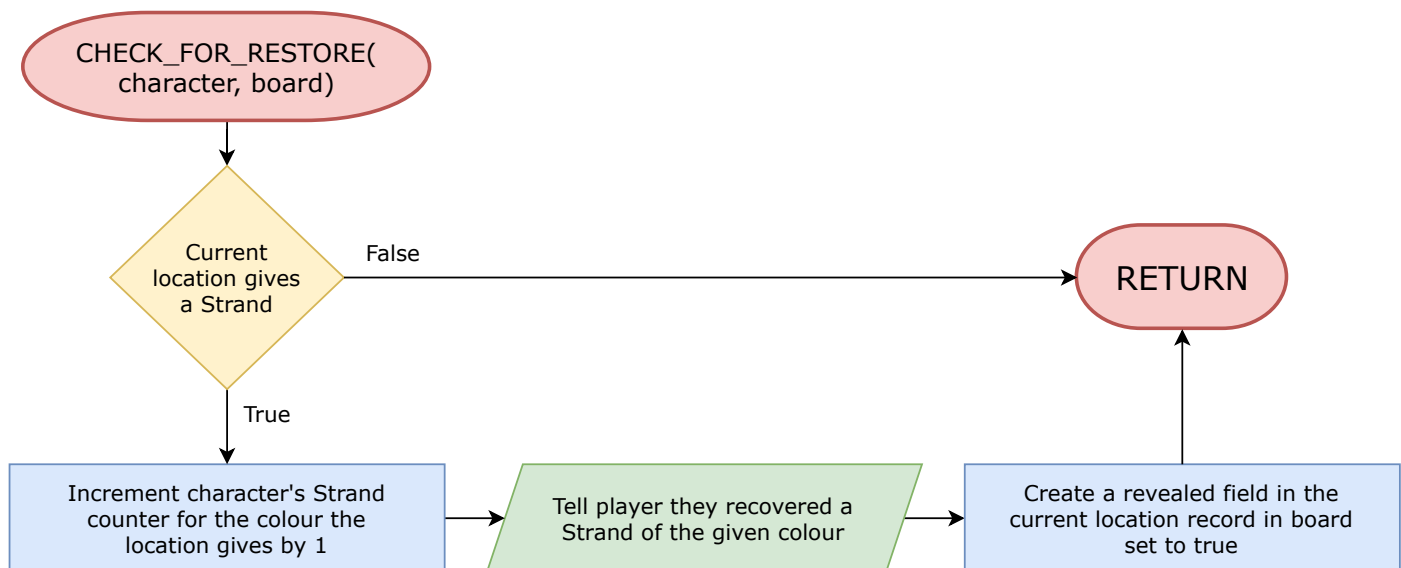 CHECK_FOR_RESTORE(
character, board)
Current
location gives
a Strand
False
RETURN
True
Increment character's Strand
counter for the colour the
location gives by 1
Tell player they recovered a
Strand of the given colour
Create a revealed field in the
current location record in board
set to true